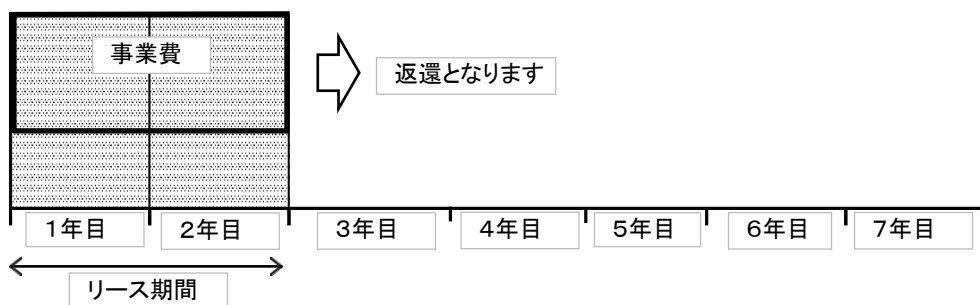 事業費
返還となります
1年目
2年目
3年目
4年目
5年目
6年目
7年目
リース期間